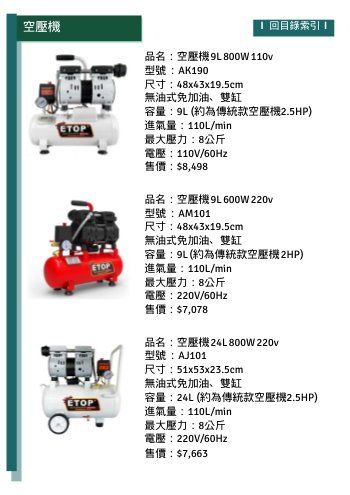 空壓機
I 回目錄索引 I
品名：空壓機9L 800W 110v
型號：AK190
尺寸：48x43x19.5cm
無油式免加油、雙缸
容量：9L (約為傳統款空壓機2.5HP)
進氣量：110L/min
最大壓力：8公斤
電壓：110V/60Hz
售價：$8,498
ETOP
品名：空壓機9L 600W 220v
型號：AM101
尺寸：48x43x19.5cm
無油式免加油、雙缸
容量：9L (約為傳統款空壓機2HP)
進氣量：110L/min
最大壓力：8公斤
電壓：220V/60Hz
售價：$7,078
ETOP
品名：空壓機24L 800W 220v
型號：AJ101
尺寸：51x53x23.5cm
無油式免加油、雙缸
容量：24L (約為傳統款空壓機2.5HP)
進氣量：110L/min
最大壓力：8公斤
電壓：220V/60Hz
售價：$7,663
ETOP